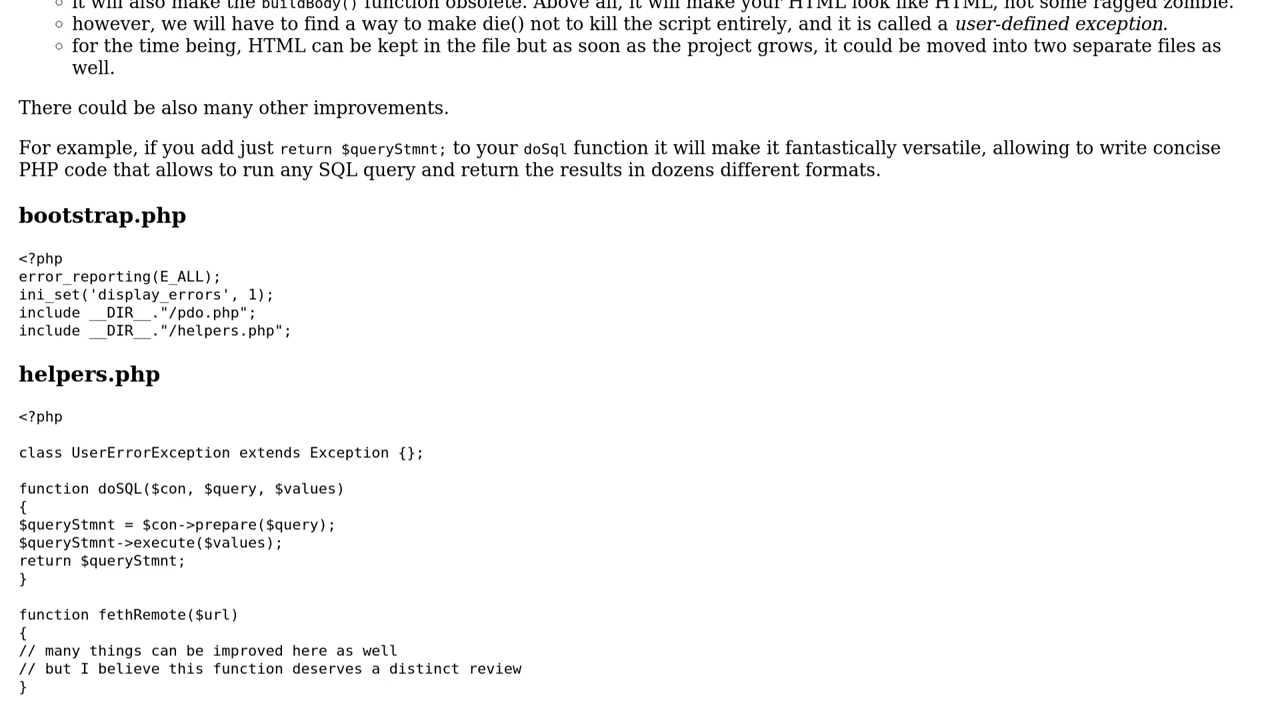 it will also make the buildBody() function obsolete. Above all, it will make your HTML look like HTML, not some ragged zombie.
however, we will have to find a way to make die() not to kill the script entirely, and it is called a user-defined exception.
for the time being, HTML can be kept in the file but as soon as the project grows, it could be moved into two separate files as
well.
There could be also many other improvements.
For example, if you add just return $queryStmnt; to your doSql function it will make it fantastically versatile, allowing to write concise
PHP code that allows to run any SQL query and return the results in dozens different formats.
bootstrap.php
<?php
error_reporting(E_ALL);
ini_set('display_errors', 1);
include __DIR__."/pdo.php";
include __DIR__."/helpers.php";
helpers.php
<?php
class UserErrorException extends Exception {};
function doSQL($con, $query, $values)
{
$queryStmnt = $con->prepare($query);
$queryStmnt->execute($values);
return $queryStmnt;
}
function fethRemote($url)
{
// many things can be improved here as well
// but I believe this function deserves a distinct review
}